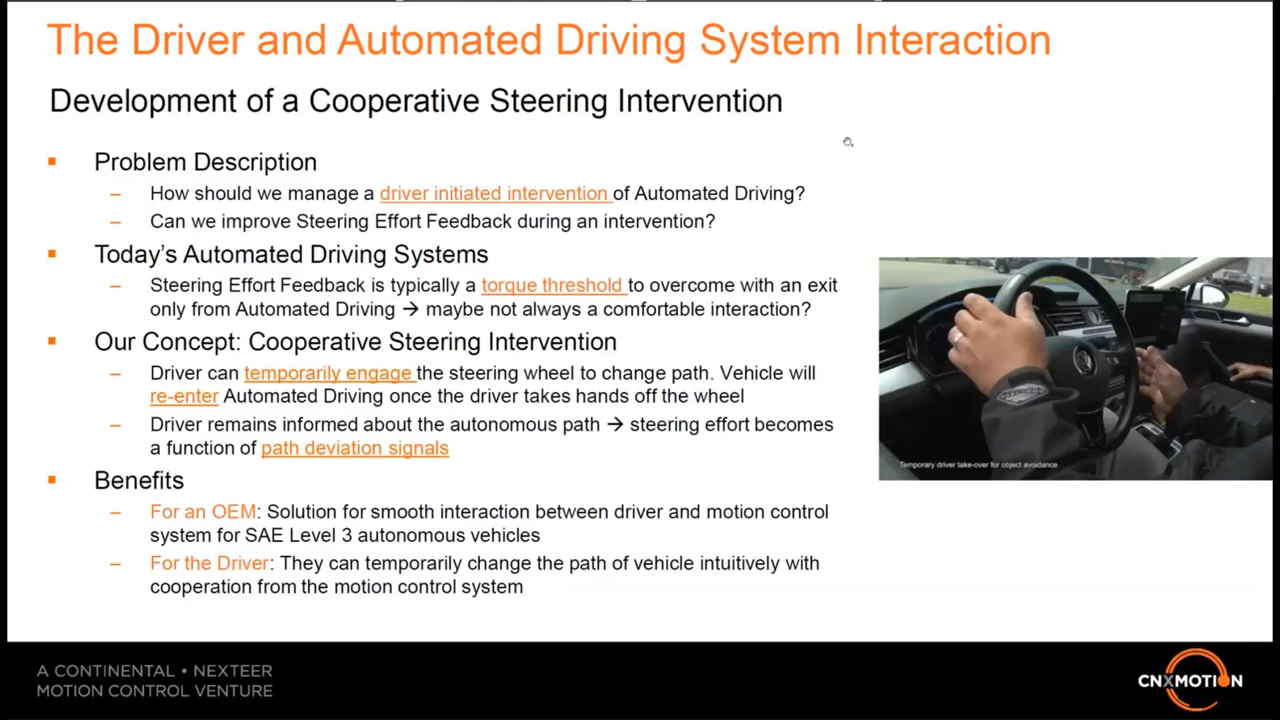 The Driver and Automated Driving System Interaction
Development of a Cooperative Steering Intervention
▪ Problem Description
– How should we manage a driver initiated intervention of Automated Driving?
– Can we improve Steering Effort Feedback during an intervention?
▪ Today's Automated Driving Systems
– Steering Effort Feedback is typically a torque threshold to overcome with an exit
only from Automated Driving → maybe not always a comfortable interaction?
▪ Our Concept: Cooperative Steering Intervention
– Driver can temporarily engage the steering wheel to change path. Vehicle will
re-enter Automated Driving once the driver takes hands off the wheel
– Driver remains informed about the autonomous path → steering effort becomes
a function of path deviation signals
▪ Benefits
– For an OEM: Solution for smooth interaction between driver and motion control
system for SAE Level 3 autonomous vehicles
– For the Driver: They can temporarily change the path of vehicle intuitively with
cooperation from the motion control system
Temporary driver take-over for object avoidance
A CONTINENTAL • NEXTEER
MOTION CONTROL VENTURE
CNXMOTION